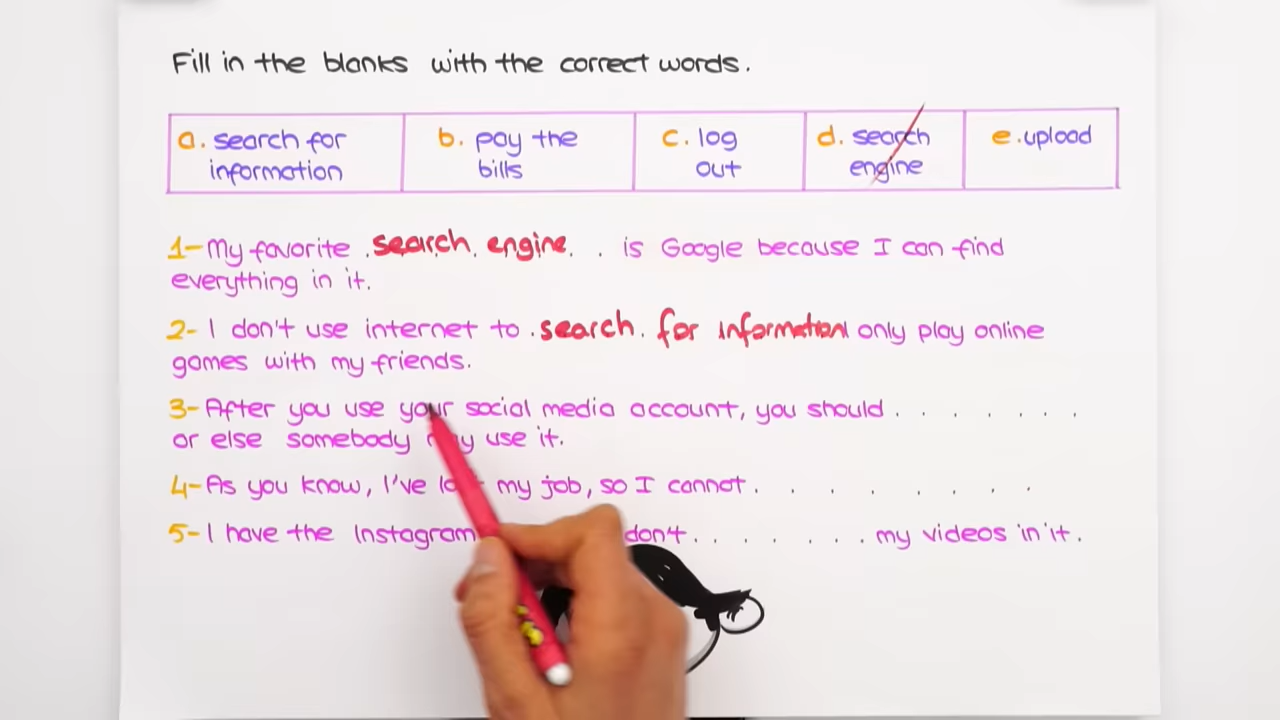 Fill in the blanks with the correct words.
a. search for information
b. pay the bills
c. log out
d. search engine
e. upload
1- My favorite . search engine . . is Google because I can find
everything in it.
2- I don't use internet to . search for information only play online
games with my friends.
3- After you use your social media account, you should . . . . . . .
or else somebody may use it.
4- As you know, I've my job, so I cannot . . . . . . . .
5- I have the Instagram don't . . . . . . . my videos in it.